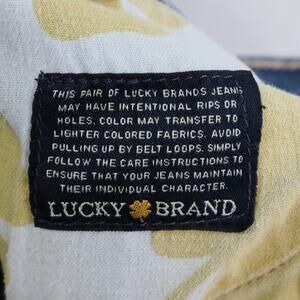 THIS PAIR OF LUCKY BRANDS JEANS
MAY HAVE INTENTIONAL RIPS OR
HOLES. COLOR MAY TRANSFER TO
LIGHTER COLORED FABRICS. AVOID
PULLING UP BY BELT LOOPS. SIMPLY
FOLLOW THE CARE INSTRUCTIONS TO
ENSURE THAT YOUR JEANS MAINTAIN
THEIR INDIVIDUAL CHARACTER.
LUCKY BRAND